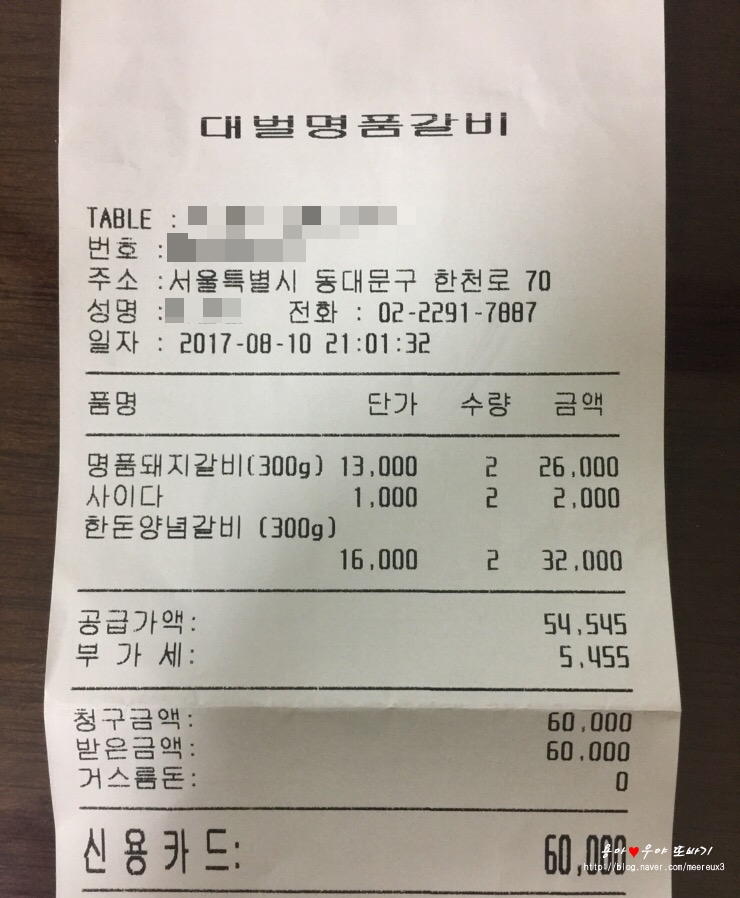 대벌명품갈비
TABLE :
번호 :
주소 :서울특별시 동대문구 한천로 70
성명 : 전화 : 02-2291-7887
일자 : 2017-08-10 21:01:32
품명 단가 수량 금액
명품돼지갈비(300g) 13,000 2 26,000
사이다 1,000 2 2,000
한돈양념갈비 (300g)
16,000 2 32,000
공급가액: 54,545
부 가 세: 5,455
청구금액: 60,000
받은금액: 60,000
거스름돈: 0
신용카드: 60,000
용아♥우야 또바기
http://blog.naver.com/meereux3